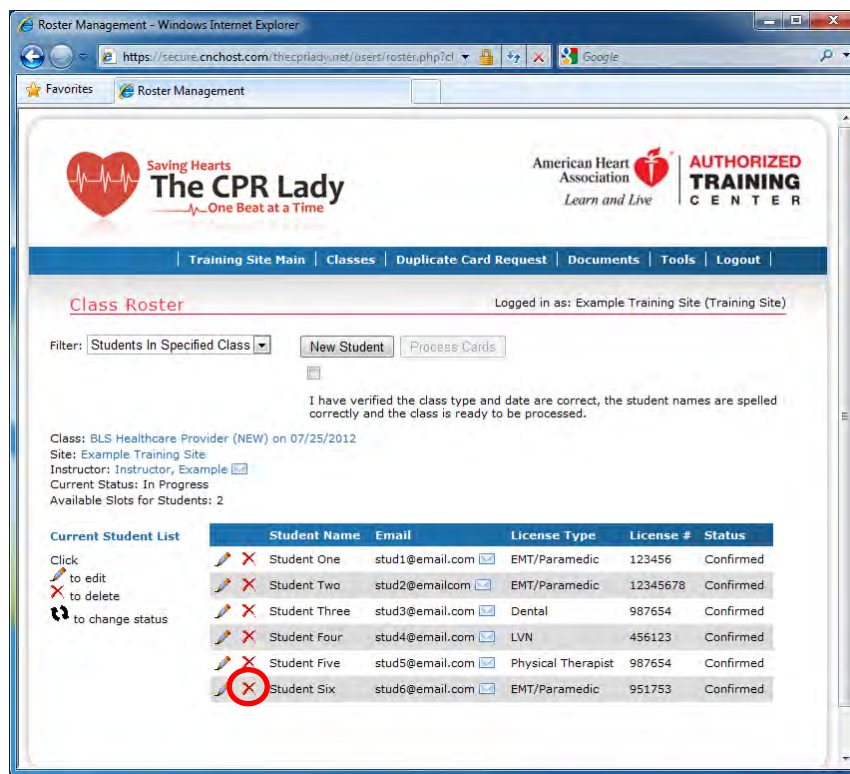 Roster Management - Windows Internet Explorer
https://secure.cnchost.com/thecprlady.net/users/roster.php?cl
Google
Favorites
Roster Management
Saving Hearts
The CPR Lady
One Beat at a Time
American Heart
Association
Learn and Live
AUTHORIZED
TRAINING
CENTER
Training Site Main | Classes | Duplicate Card Request | Documents | Tools | Logout
Class Roster
Logged in as: Example Training Site (Training Site)
Filter: Students In Specified Class
New Student
Process Cards
I have verified the class type and date are correct, the student names are spelled
correctly and the class is ready to be processed.
Class: BLS Healthcare Provider (NEW) on 07/25/2012
Site: Example Training Site
Instructor: Instructor, Example
Current Status: In Progress
Available Slots for Students: 2
Current Student List
Click
to edit
to delete
to change status
Student Name Email License Type License # Status
Student One stud1@email.com EMT/Paramedic 123456 Confirmed
Student Two stud2@emailcom EMT/Paramedic 12345678 Confirmed
Student Three stud3@email.com Dental 987654 Confirmed
Student Four stud4@email.com LVN 456123 Confirmed
Student Five stud5@email.com Physical Therapist 987654 Confirmed
Student Six stud6@email.com EMT/Paramedic 951753 Confirmed